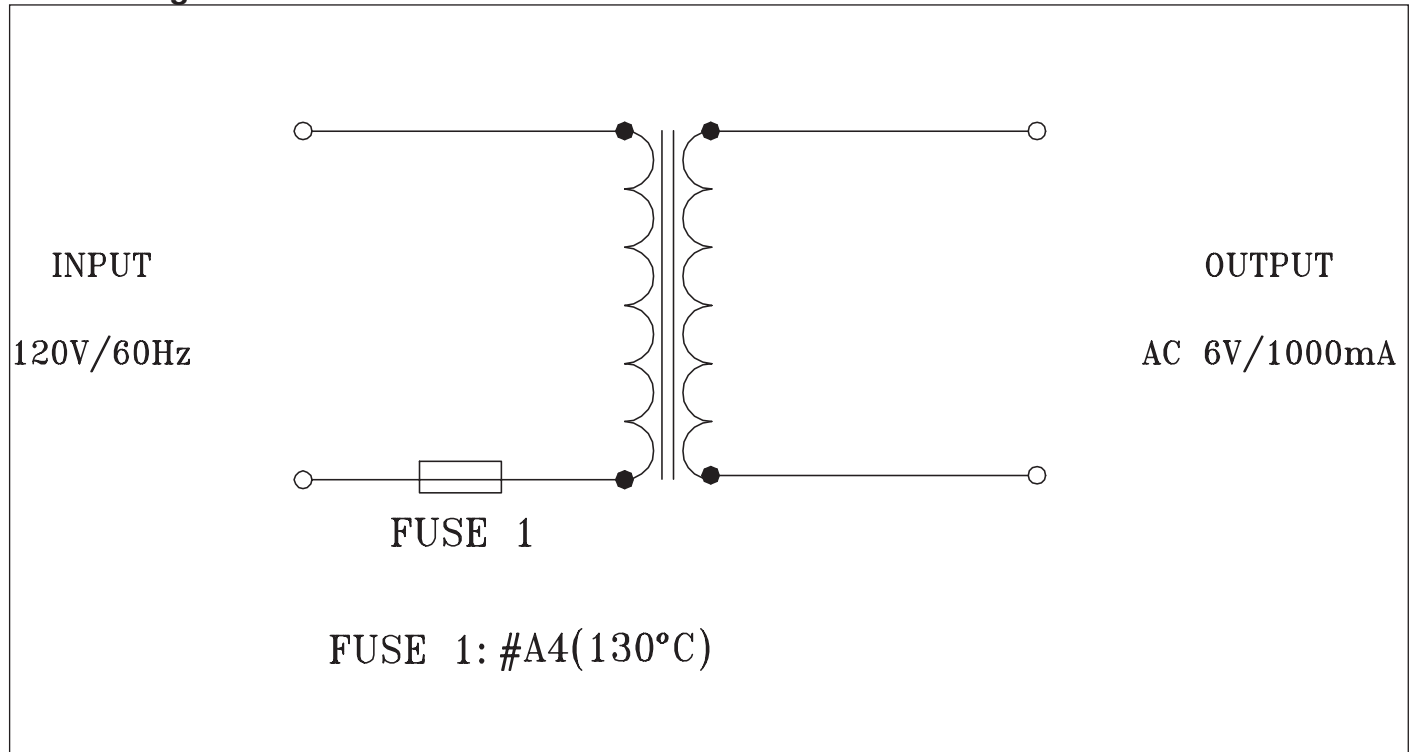 INPUT
OUTPUT
120V/60Hz
AC 6V/1000mA
FUSE 1
FUSE 1: #A4(130°C)